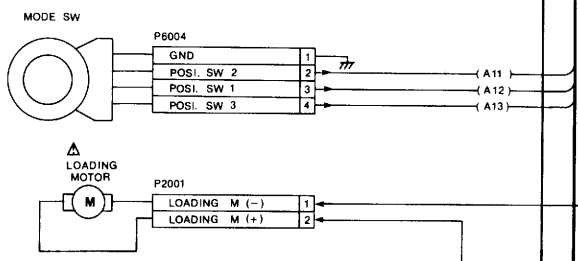 MODE SW
P6004
GND 1
POSI. SW 2 2 A11
POSI. SW 1 3 A12
POSI. SW 3 4 A13
LOADING
MOTOR
M
P2001
LOADING M (-) 1
LOADING M (+) 2